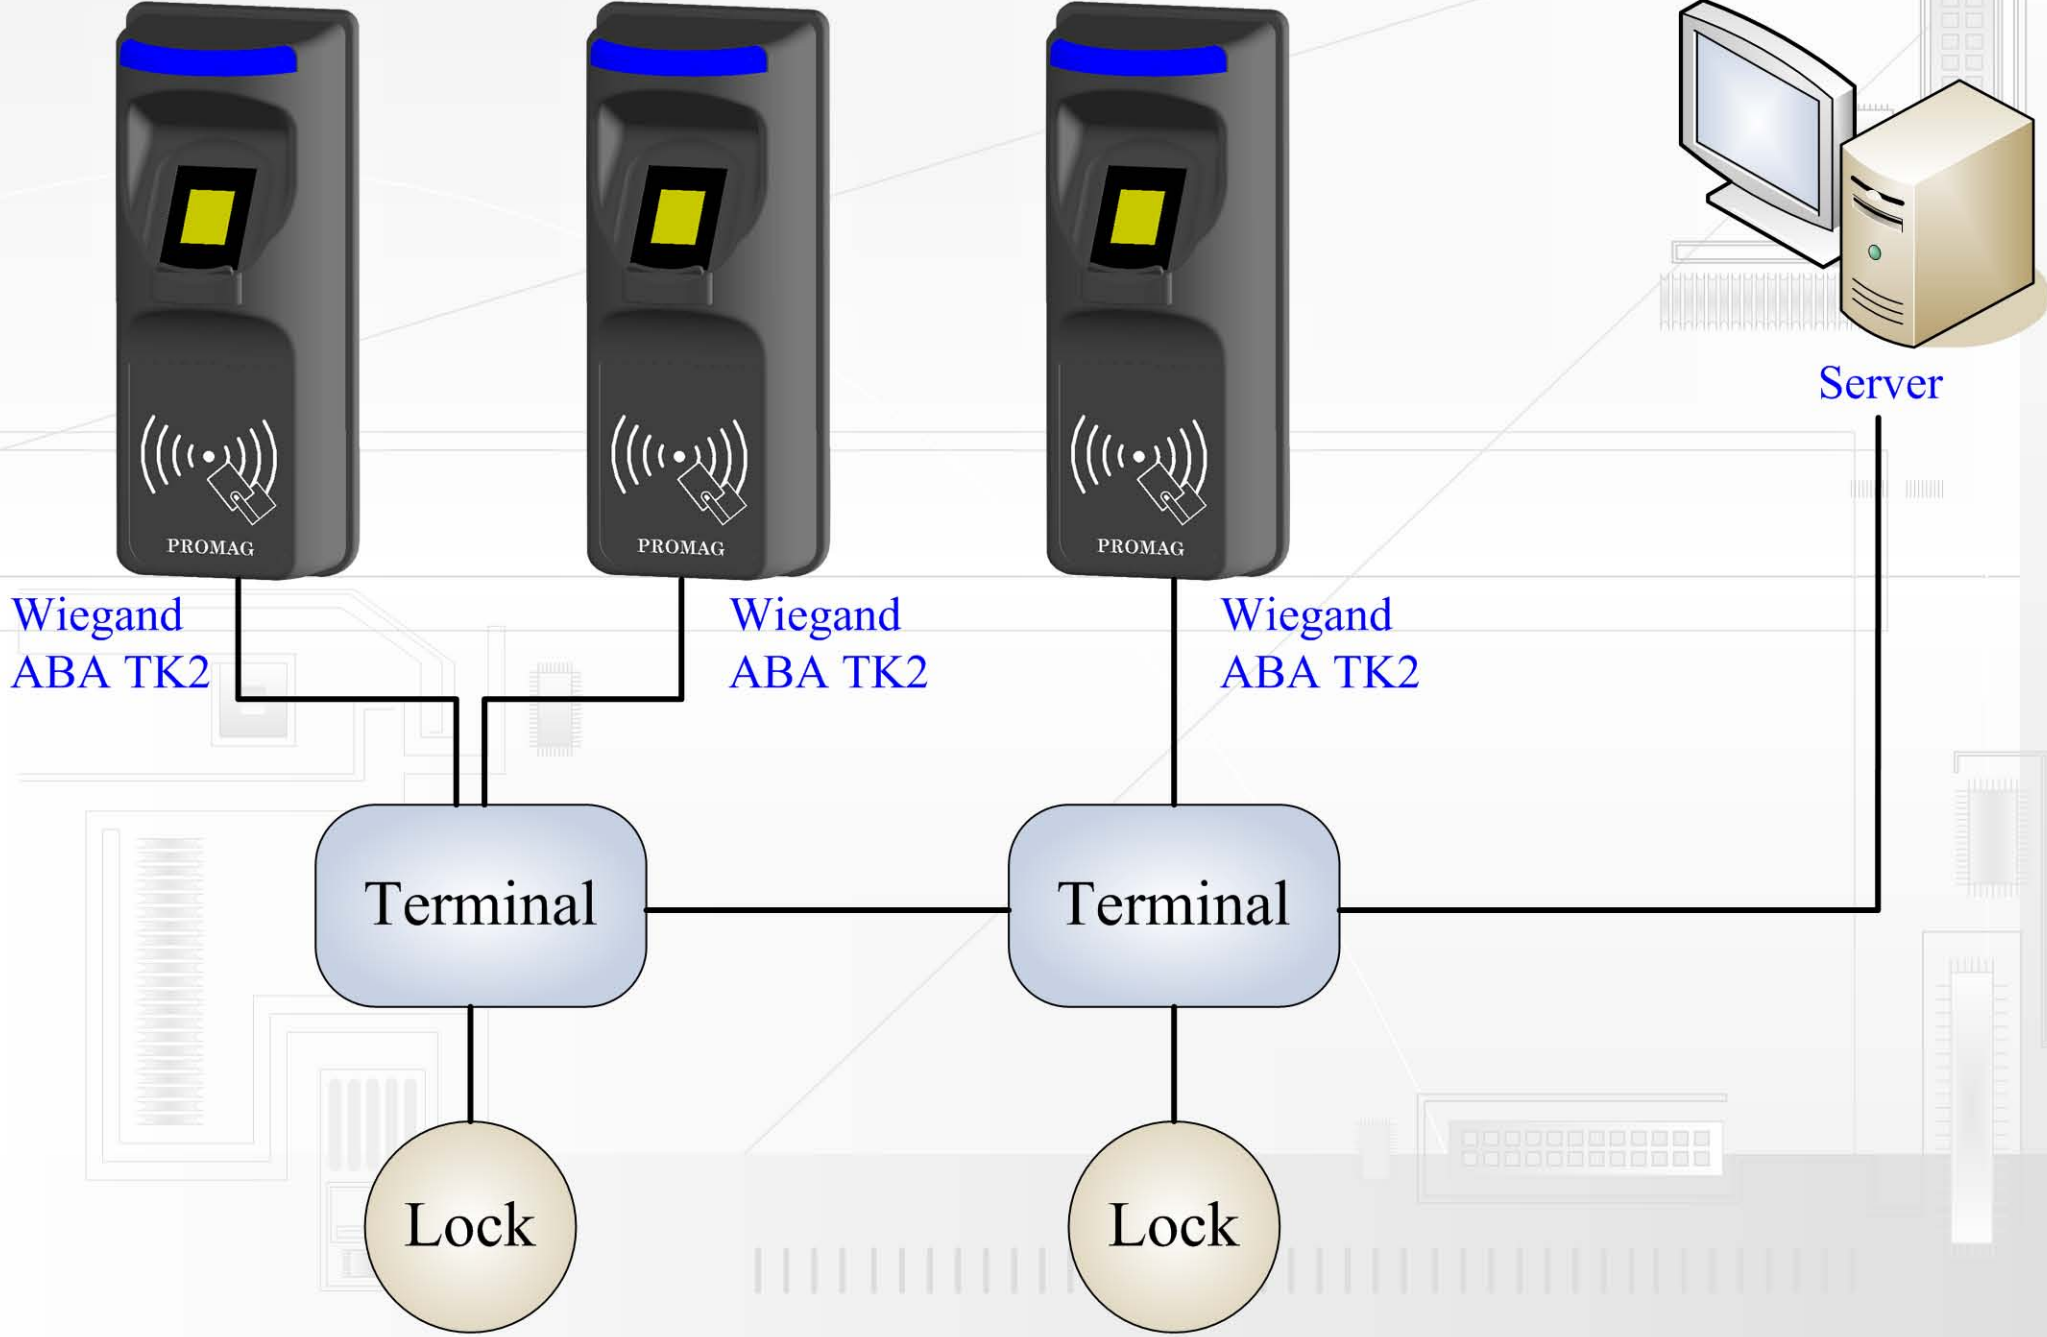 Server
PROMAG
PROMAG
PROMAG
Wiegand
ABA TK2
Wiegand
ABA TK2
Wiegand
ABA TK2
Terminal
Terminal
Lock
Lock